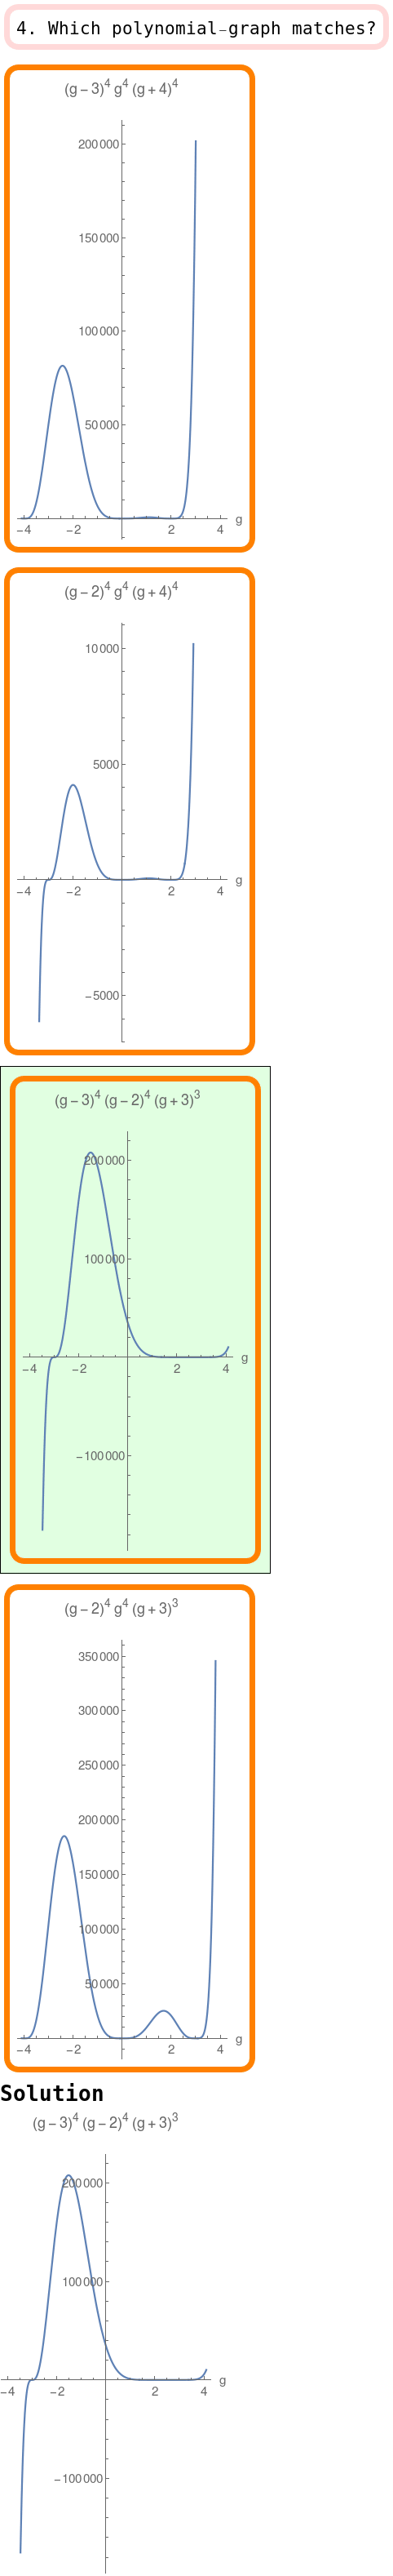 4. Which polynomial-graph matches?
(g − 3)⁴ g⁴ (g + 4)⁴
200 000
150 000
100 000
50 000
g
−4 −2 2 4
(g − 2)⁴ g⁴ (g + 4)⁴
10 000
5000
g
−4 −2 2 4
−5000
(g − 3)⁴ (g − 2)⁴ (g + 3)³
200 000
100 000
g
−4 −2 2 4
−100 000
(g − 2)⁴ g⁴ (g + 3)³
350 000
300 000
250 000
200 000
150 000
100 000
50 000
g
−4 −2 2 4
Solution
(g − 3)⁴ (g − 2)⁴ (g + 3)³
200 000
100 000
g
−4 −2 2 4
−100 000